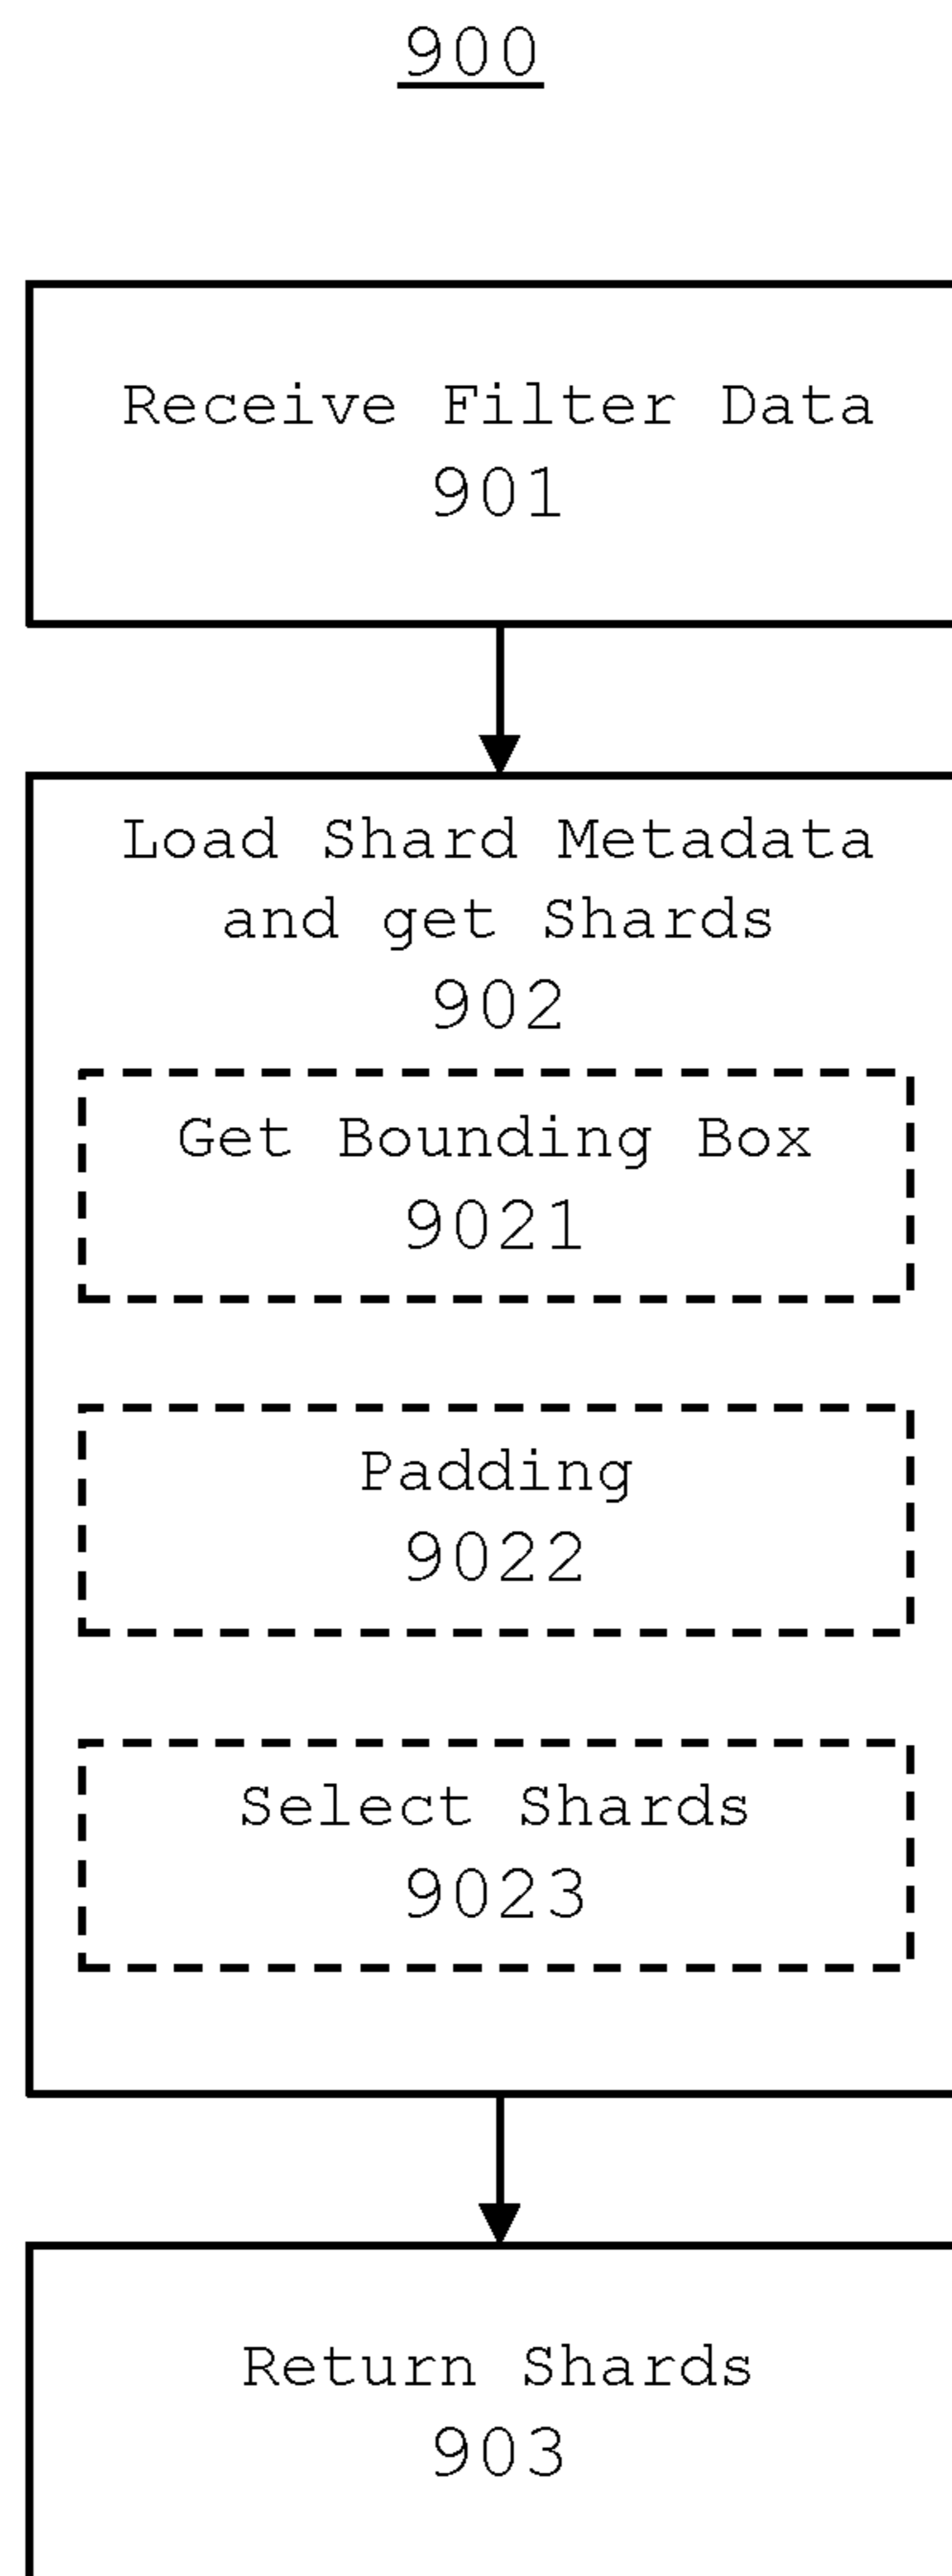 900
Receive Filter Data
901
Load Shard Metadata
and get Shards
902
Get Bounding Box
9021
Padding
9022
Select Shards
9023
Return Shards
903